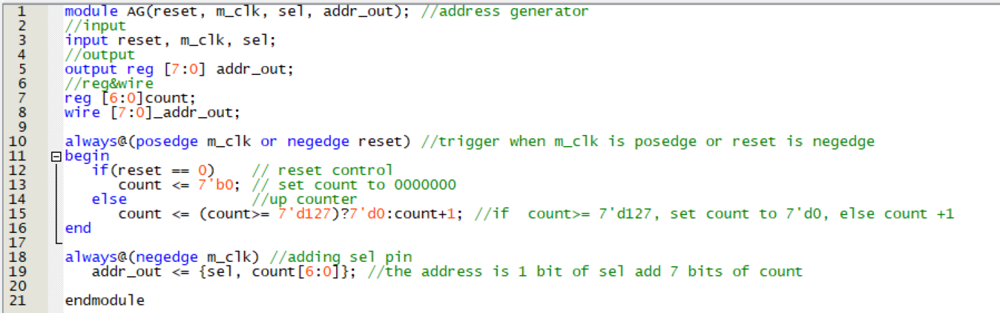 1 module AG(reset, m_clk, sel, addr_out); //address generator
2 //input
3 input reset, m_clk, sel;
4 //output
5 output reg [7:0] addr_out;
6 //reg&wire
7 reg [6:0]count;
8 wire [7:0]_addr_out;
9
10 always@(posedge m_clk or negedge reset) //trigger when m_clk is posedge or reset is negedge
11 begin
12 if(reset == 0) // reset control
13 count <= 7'b0; // set count to 0000000
14 else //up counter
15 count <= (count>= 7'd127)?7'd0:count+1; //if count>= 7'd127, set count to 7'd0, else count +1
16 end
17
18 always@(negedge m_clk) //adding sel pin
19 addr_out <= {sel, count[6:0]}; //the address is 1 bit of sel add 7 bits of count
20
21 endmodule